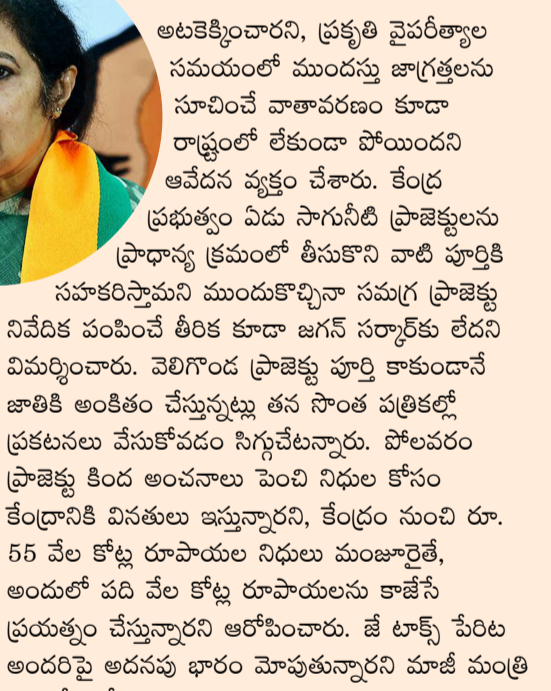 అటకెక్కించారని, ప్రకృతి వైపరీత్యాల
సమయంలో ముందస్తు జాగ్రత్తలను
సూచించే వాతావరణం కూడా
రాష్ట్రంలో లేకుండా పోయిందని
ఆవేదన వ్యక్తం చేశారు. కేంద్ర
ప్రభుత్వం ఏడు సాగునీటి ప్రాజెక్టులను
ప్రాధాన్య క్రమంలో తీసుకొని వాటి పూర్తికి
సహకరిస్తామని ముందుకొచ్చినా సమగ్ర ప్రాజెక్టు
నివేదిక పంపించే తీరిక కూడా జగన్ సర్కార్‌కు లేదని
విమర్శించారు. వెలిగొండ ప్రాజెక్టు పూర్తి కాకుండానే
జాతికి అంకితం చేస్తున్నట్లు తన సొంత పత్రికల్లో
ప్రకటనలు వేసుకోవడం సిగ్గుచేటన్నారు. పోలవరం
ప్రాజెక్టు కింద అంచనాలు పెంచి నిధుల కోసం
కేంద్రానికి వినతులు ఇస్తున్నారని, కేంద్రం నుంచి రూ.
55 వేల కోట్ల రూపాయల నిధులు మంజూరైతే,
అందులో పది వేల కోట్ల రూపాయలను కాజేసే
ప్రయత్నం చేస్తున్నారని ఆరోపించారు. జే టాక్స్ పేరిట
అందరిపై అదనపు భారం మోపుతున్నారని మాజీ మంత్రి